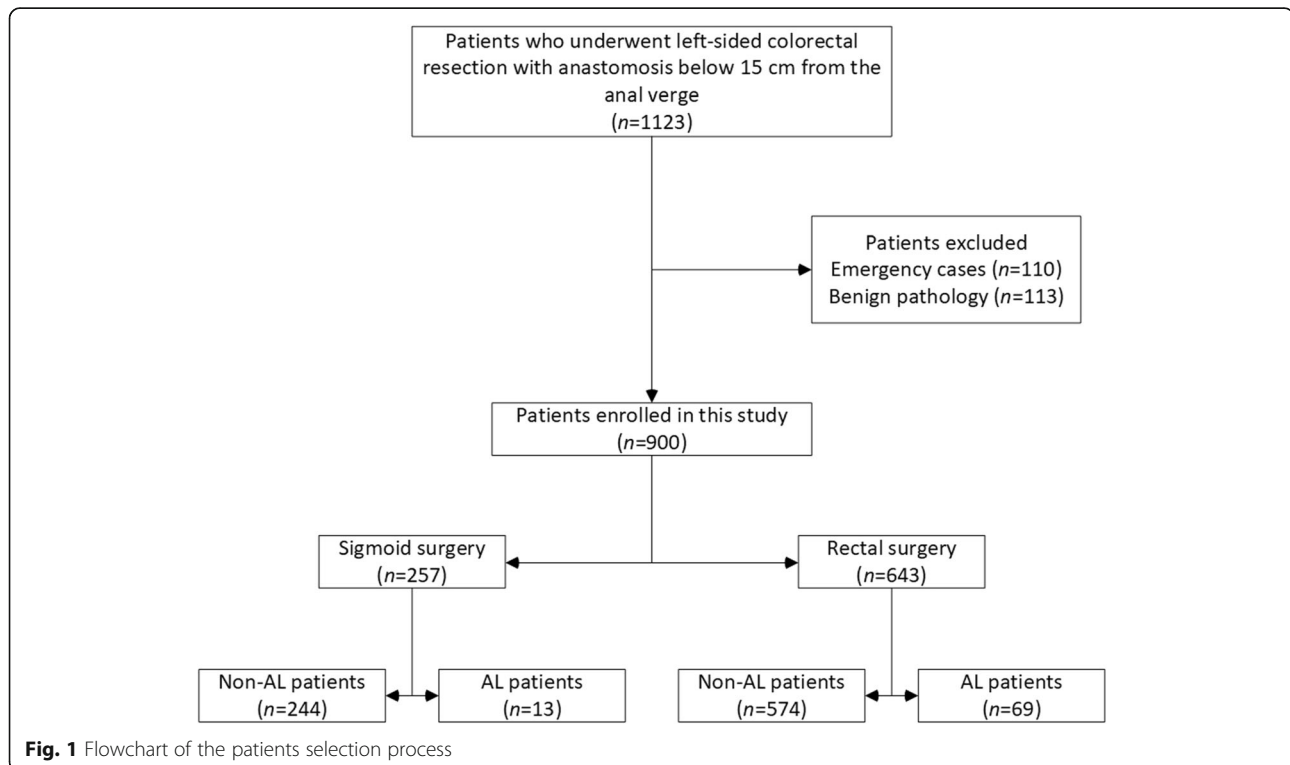 Patients who underwent left-sided colorectal
resection with anastomosis below 15 cm from the
anal verge
(n=1123)
Patients excluded
Emergency cases (n=110)
Benign pathology (n=113)
Patients enrolled in this study
(n=900)
Sigmoid surgery
(n=257)
Rectal surgery
(n=643)
Non-AL patients
(n=244)
AL patients
(n=13)
Non-AL patients
(n=574)
AL patients
(n=69)
Fig. 1 Flowchart of the patients selection process